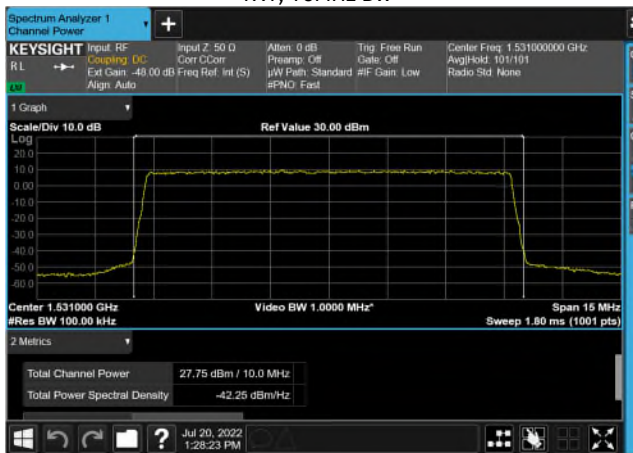 Spectrum Analyzer 1
Channel Power
+
KEYSIGHT Input: RF Input Z: 50 Ω Atten: 0 dB Trig: Free Run Center Freq: 1.531000000 GHz
RL Coupling: DC Corr CCorr Preamp: Off Gate: Off Avg|Hold: 101/101
Ext Gain: -48.00 dB Freq Ref: Int (S) µW Path: Standard #IF Gain: Low Radio Std: None
Align: Auto #PNO: Fast
1 Graph
Scale/Div 10.0 dB Ref Value 30.00 dBm
Log
20.0
10.0
0.00
-10.0
-20.0
-30.0
-40.0
-50.0
-60.0
Center 1.531000 GHz Video BW 1.0000 MHz* Span 15 MHz
#Res BW 100.00 kHz Sweep 1.80 ms (1001 pts)
2 Metrics
Total Channel Power 27.75 dBm / 10.0 MHz
Total Power Spectral Density -42.25 dBm/Hz
? Jul 20, 2022
1:28:23 PM